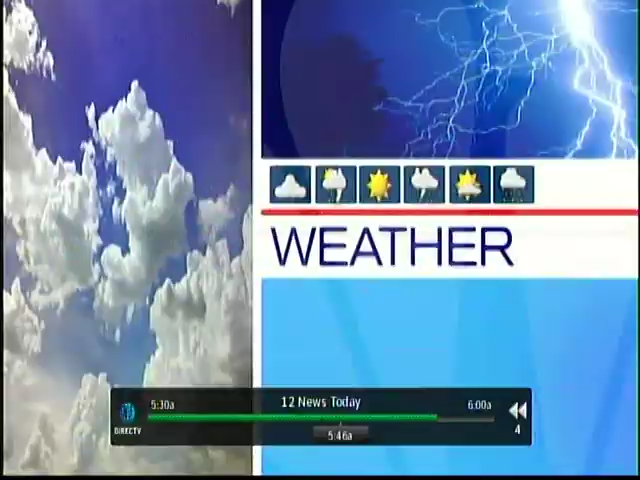 WEATHER
5:30a
12 News Today
6:00a
DIRECTV
5:46a
4